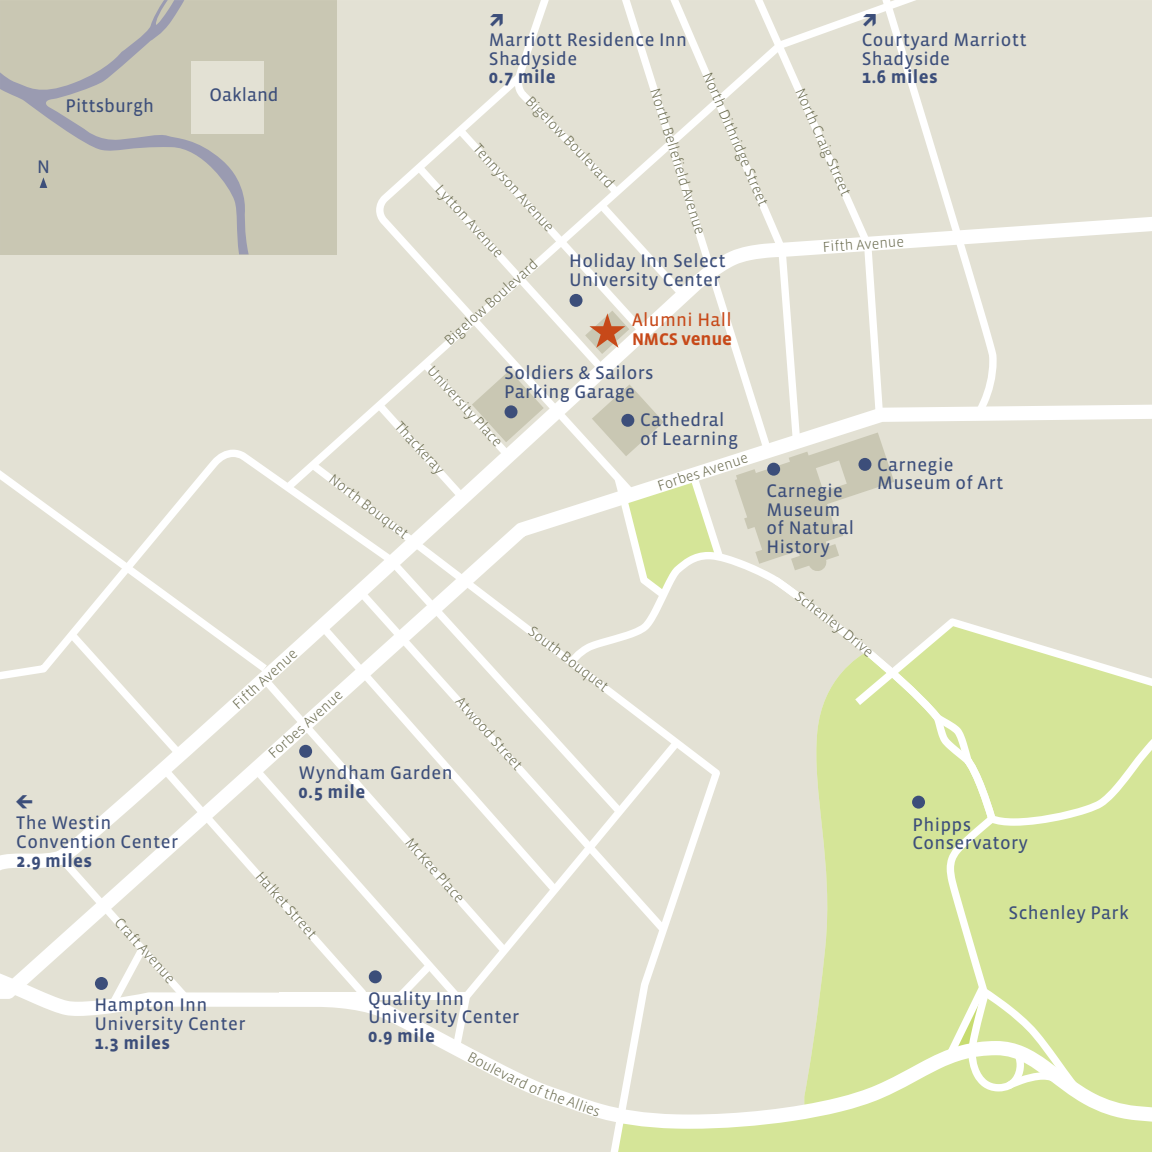 Pittsburgh
Oakland
N
Marriott Residence Inn
Shadyside
0.7 mile
Courtyard Marriott
Shadyside
1.6 miles
Bigelow Boulevard
Tennyson Avenue
Lytton Avenue
North Bellefield Avenue
North Dithridge Street
North Craig Street
Fifth Avenue
Holiday Inn Select
University Center
Bigelow Boulevard
Alumni Hall
NMCS venue
Soldiers & Sailors
Parking Garage
University Place
Thackeray
Cathedral
of Learning
Forbes Avenue
Carnegie
Museum of Art
Carnegie
Museum
of Natural
History
North Bouquet
Schenley Drive
South Bouquet
Fifth Avenue
Forbes Avenue
Atwood Street
Wyndham Garden
0.5 mile
The Westin
Convention Center
2.9 miles
Phipps
Conservatory
McKee Place
Halket Street
Schenley Park
Craft Avenue
Hampton Inn
University Center
1.3 miles
Quality Inn
University Center
0.9 mile
Boulevard of the Allies